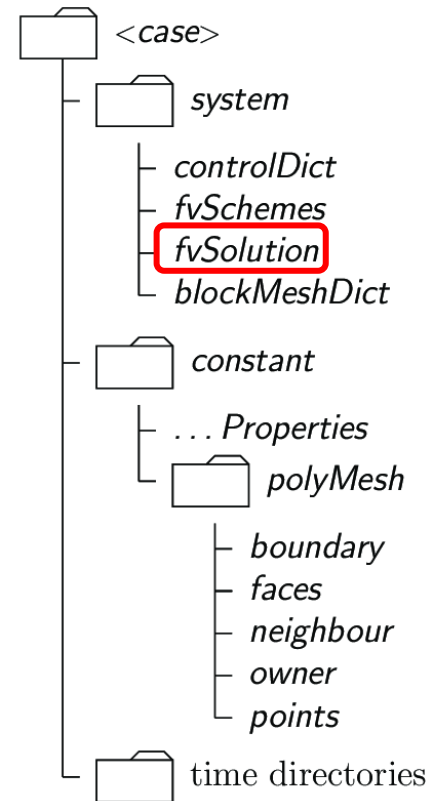 <case>
system
controlDict
fvSchemes
fvSolution
blockMeshDict
constant
...Properties
polyMesh
boundary
faces
neighbour
owner
points
time directories